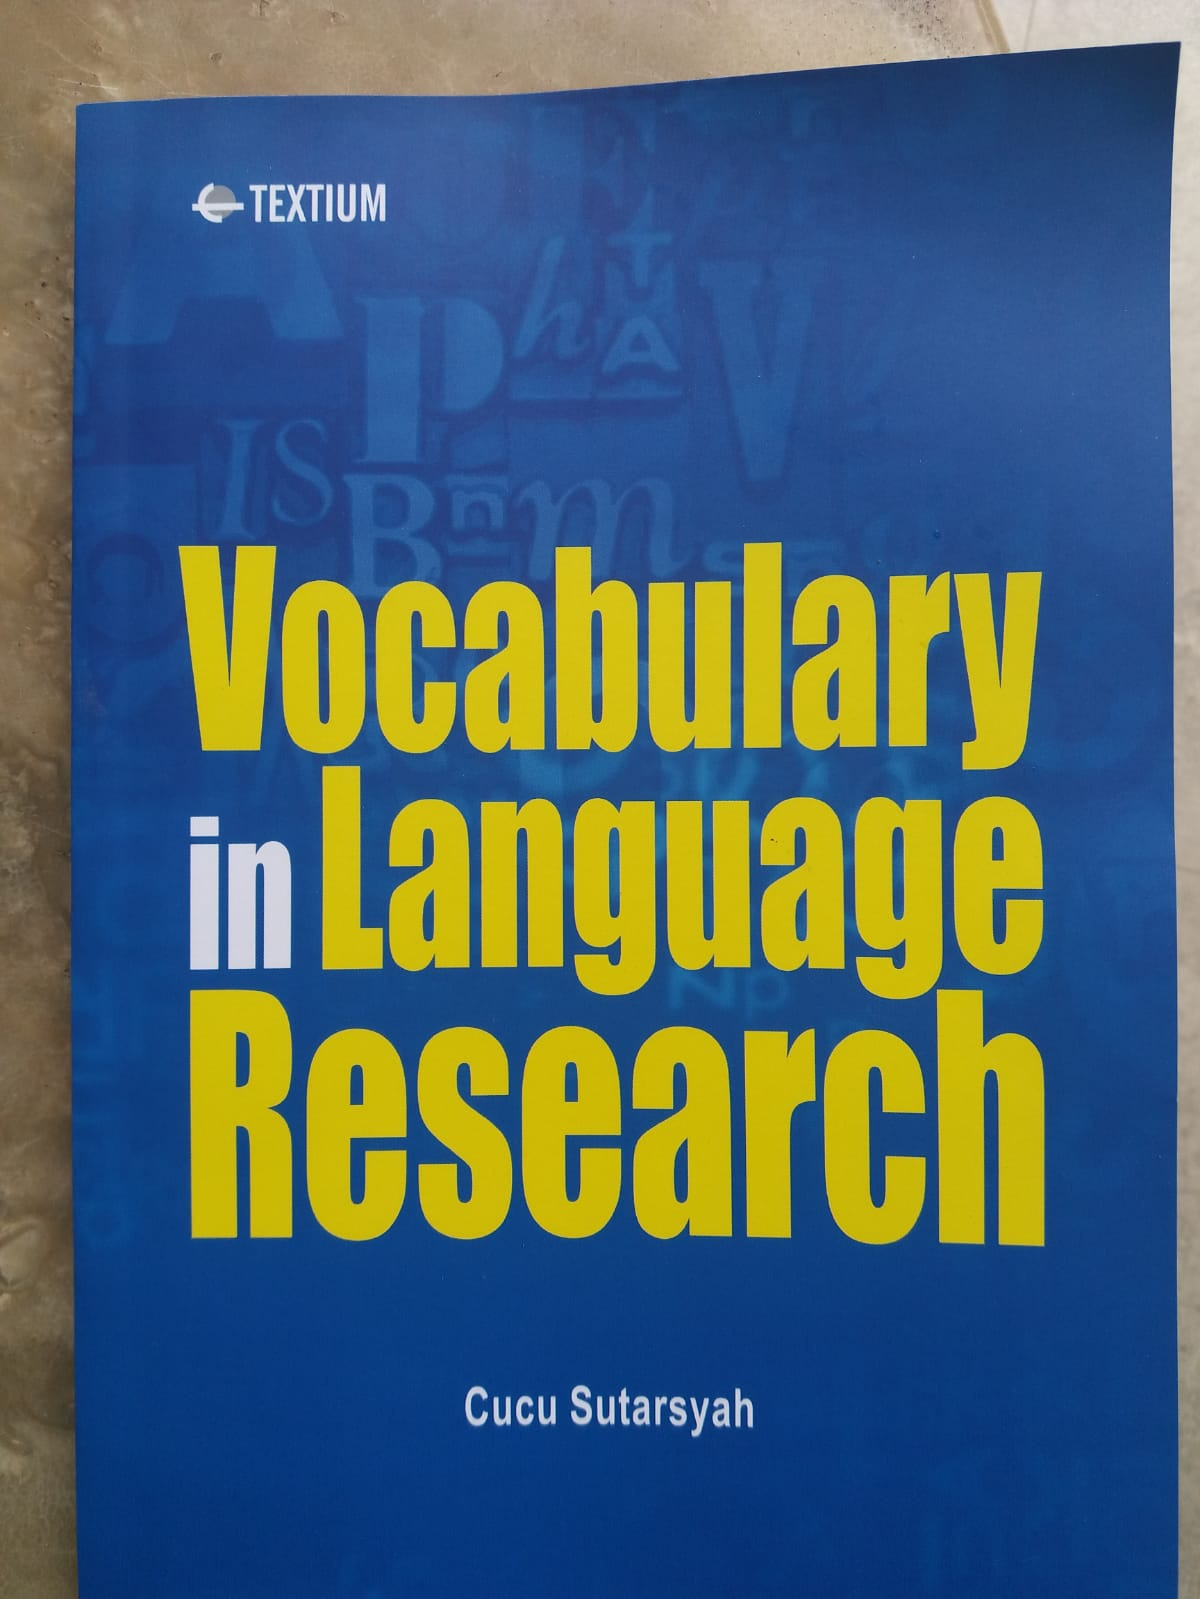 TEXTIUM
Vocabulary
in Language
Research
Cucu Sutarsyah